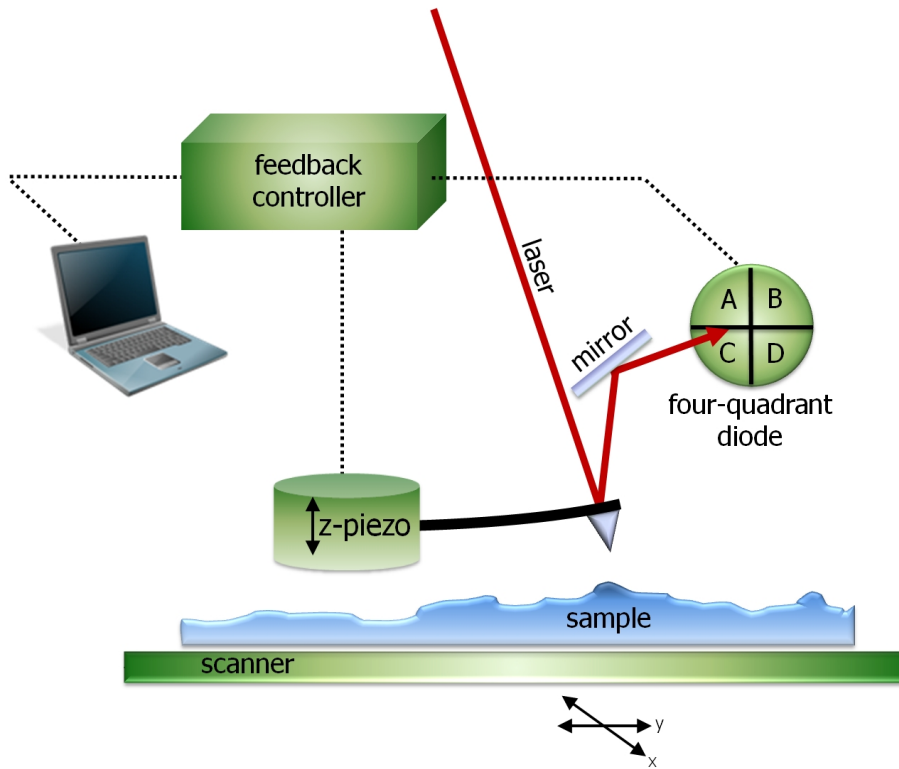 feedback
controller
laser
mirror
A B
C D
four-quadrant
diode
z-piezo
sample
scanner
y
x